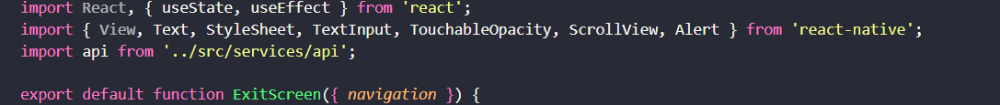 import React, { useState, useEffect } from 'react';
import { View, Text, StyleSheet, TextInput, TouchableOpacity, ScrollView, Alert } from 'react-native';
import api from '../src/services/api';
export default function ExitScreen({ navigation }) {